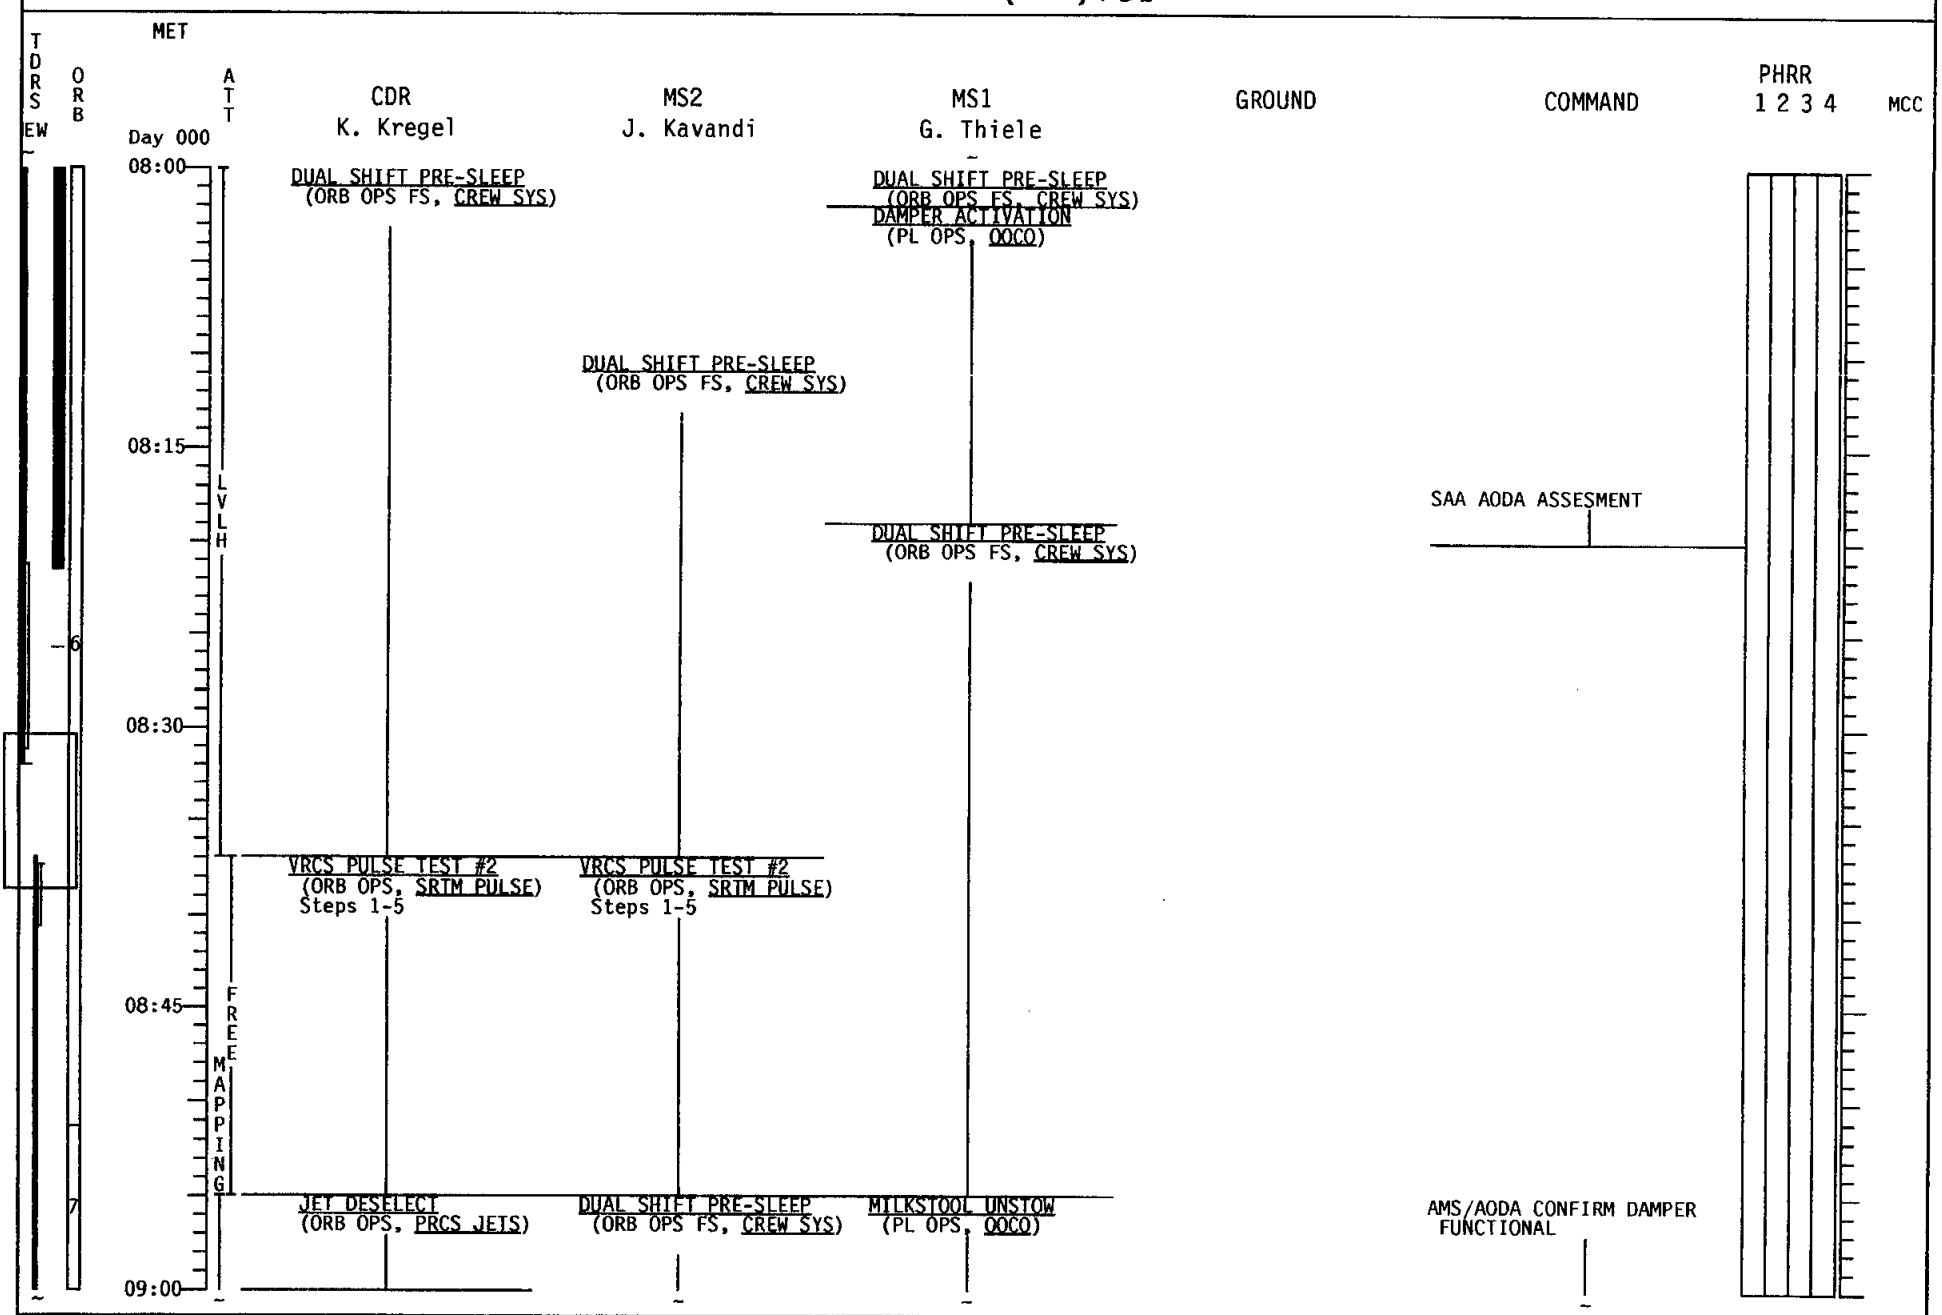 MET
TDRS
ORB
ATT
CDR
MS2
MS1
GROUND
COMMAND
PHRR
1 2 3 4
MCC
EW
K. Kregel
J. Kavandi
G. Thiele
Day 000
08:00
DUAL SHIFT PRE-SLEEP
(ORB OPS FS, CREW SYS)
DUAL SHIFT PRE-SLEEP
(ORB OPS FS, CREW SYS)
DAMPER ACTIVATION
(PL OPS, OOCO)
DUAL SHIFT PRE-SLEEP
(ORB OPS FS, CREW SYS)
08:15
LVLH
SAA AODA ASSESMENT
DUAL SHIFT PRE-SLEEP
(ORB OPS FS, CREW SYS)
6
08:30
VRCS PULSE TEST #2
(ORB OPS, SRTM PULSE)
Steps 1-5
VRCS PULSE TEST #2
(ORB OPS, SRTM PULSE)
Steps 1-5
08:45
FREE
MAPPING
7
JET DESELECT
(ORB OPS, PRCS JETS)
DUAL SHIFT PRE-SLEEP
(ORB OPS FS, CREW SYS)
MILKSTOOL UNSTOW
(PL OPS, OOCO)
AMS/AODA CONFIRM DAMPER
FUNCTIONAL
09:00